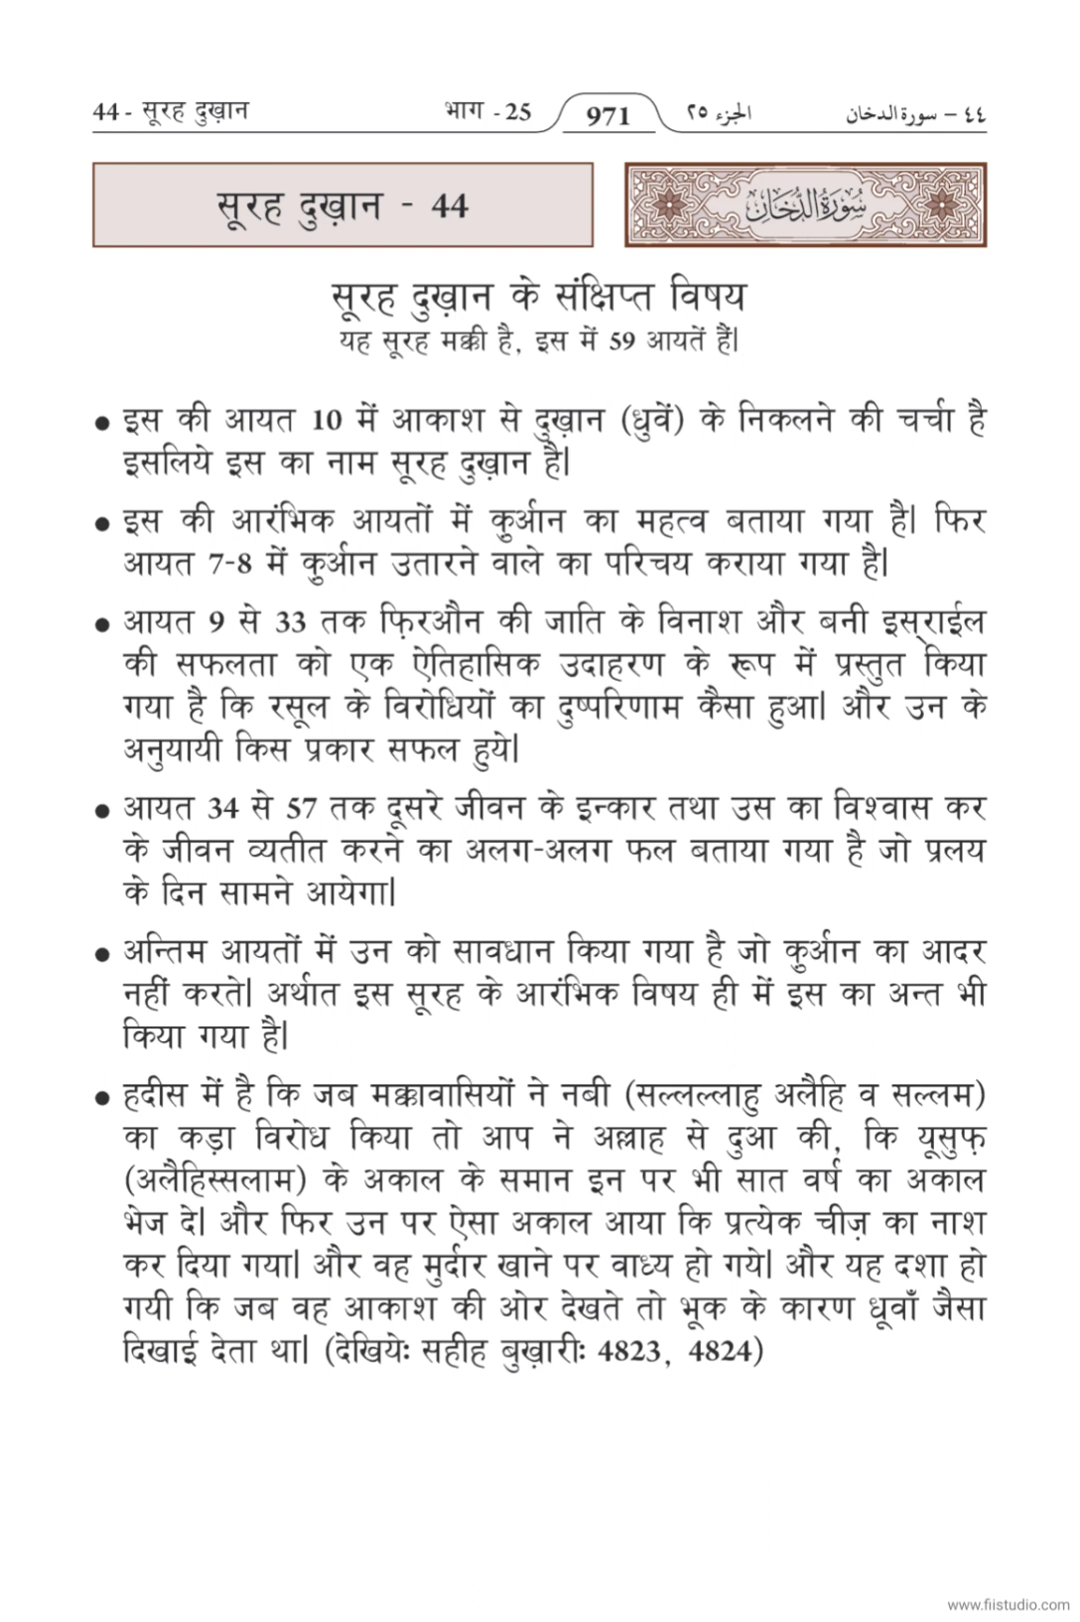 44 - सूरह दुख़ान भाग - 25 971 الجزء ٢٥ ٤٤ – سورة الدخان
सूरह दुख़ान - 44 سُورَةُ الدُّخَان
सूरह दुख़ान के संक्षिप्त विषय
यह सूरह मक्की है, इस में 59 आयतें हैं।
● इस की आयत 10 में आकाश से दुख़ान (धुवें) के निकलने की चर्चा है
इसलिये इस का नाम सूरह दुख़ान है।
● इस की आरंभिक आयतों में कुर्आन का महत्व बताया गया है। फिर
आयत 7-8 में कुर्आन उतारने वाले का परिचय कराया गया है।
● आयत 9 से 33 तक फ़िरऔन की जाति के विनाश और बनी इस्राईल
की सफलता को एक ऐतिहासिक उदाहरण के रूप में प्रस्तुत किया
गया है कि रसूल के विरोधियों का दुष्परिणाम कैसा हुआ। और उन के
अनुयायी किस प्रकार सफल हुये।
● आयत 34 से 57 तक दूसरे जीवन के इन्कार तथा उस का विश्वास कर
के जीवन व्यतीत करने का अलग-अलग फल बताया गया है जो प्रलय
के दिन सामने आयेगा।
● अन्तिम आयतों में उन को सावधान किया गया है जो कुर्आन का आदर
नहीं करते। अर्थात इस सूरह के आरंभिक विषय ही में इस का अन्त भी
किया गया है।
● हदीस में है कि जब मक्कावासियों ने नबी (सल्लल्लाहु अलैहि व सल्लम)
का कड़ा विरोध किया तो आप ने अल्लाह से दुआ की, कि यूसुफ़
(अलैहिस्सलाम) के अकाल के समान इन पर भी सात वर्ष का अकाल
भेज दे। और फिर उन पर ऐसा अकाल आया कि प्रत्येक चीज़ का नाश
कर दिया गया। और वह मुर्दार खाने पर वाध्य हो गये। और यह दशा हो
गयी कि जब वह आकाश की ओर देखते तो भूक के कारण धूवाँ जैसा
दिखाई देता था। (देखियेः सहीह बुख़ारीः 4823, 4824)
www.fiistudio.com